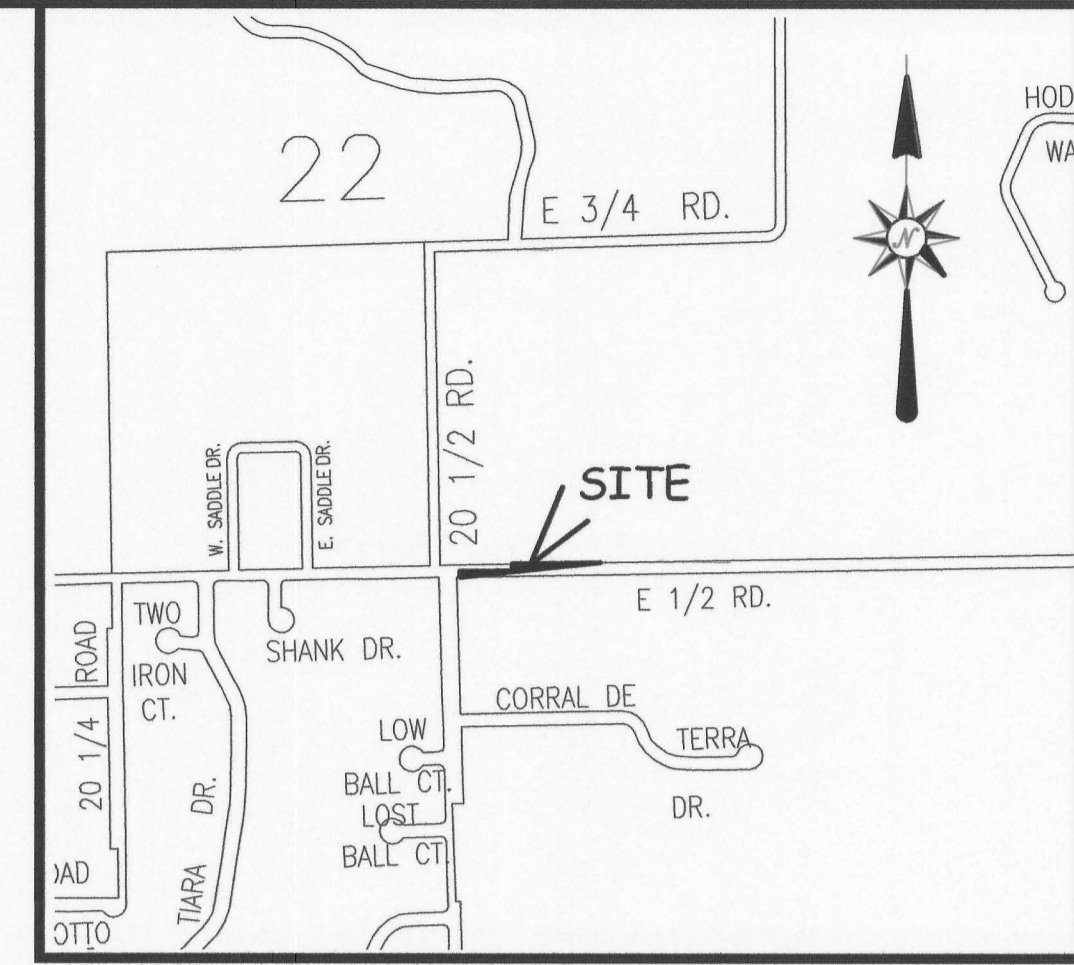 HOD
WA
22
E 3/4 RD.
N
20 1/2 RD.
W. SADDLE DR.
E. SADDLE DR.
SITE
E 1/2 RD.
TWO
IRON
CT.
SHANK DR.
ROAD
20 1/4
CORRAL DE
TERRA
DR.
LOW
BALL CT.
LOST
BALL CT.
TIARA
DR.
OAD
OTTO